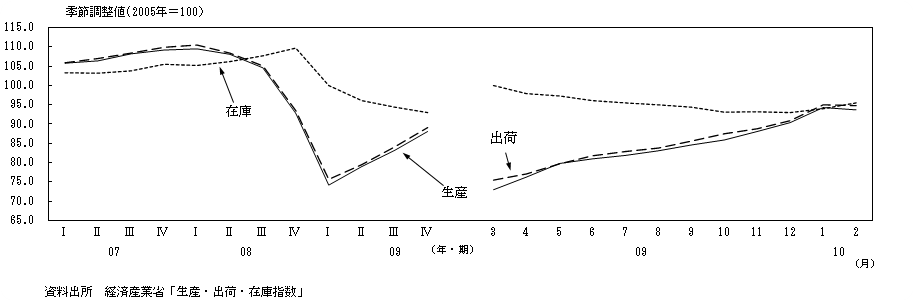 季節調整値(2005年=100)
115.0
110.0
105.0
100.0
95.0
90.0
85.0
80.0
75.0
70.0
65.0
在庫
生産
出荷
Ⅰ Ⅱ Ⅲ Ⅳ Ⅰ Ⅱ Ⅲ Ⅳ Ⅰ Ⅱ Ⅲ Ⅳ
07 08 09 (年・期)
3 4 5 6 7 8 9 10 11 12 1 2
09 10
(月)
資料出所 経済産業省「生産・出荷・在庫指数」